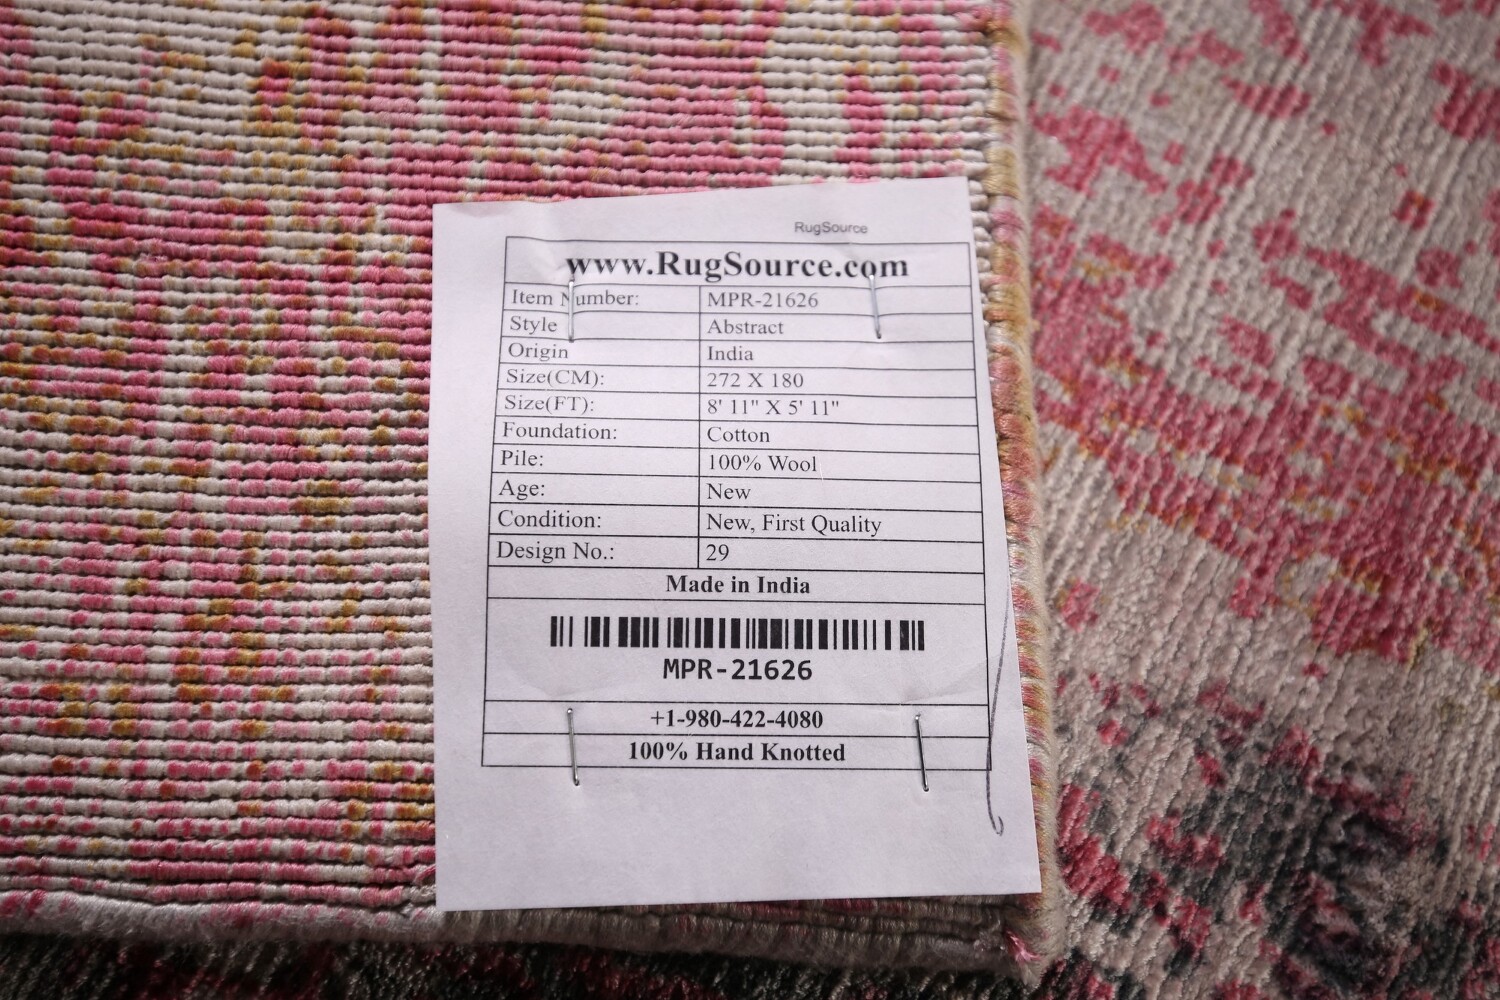 RugSource
www.RugSource.com
Item Number: MPR-21626
Style Abstract
Origin India
Size(CM): 272 X 180
Size(FT): 8' 11" X 5' 11"
Foundation: Cotton
Pile: 100% Wool
Age: New
Condition: New, First Quality
Design No.: 29
Made in India
MPR-21626
+1-980-422-4080
100% Hand Knotted